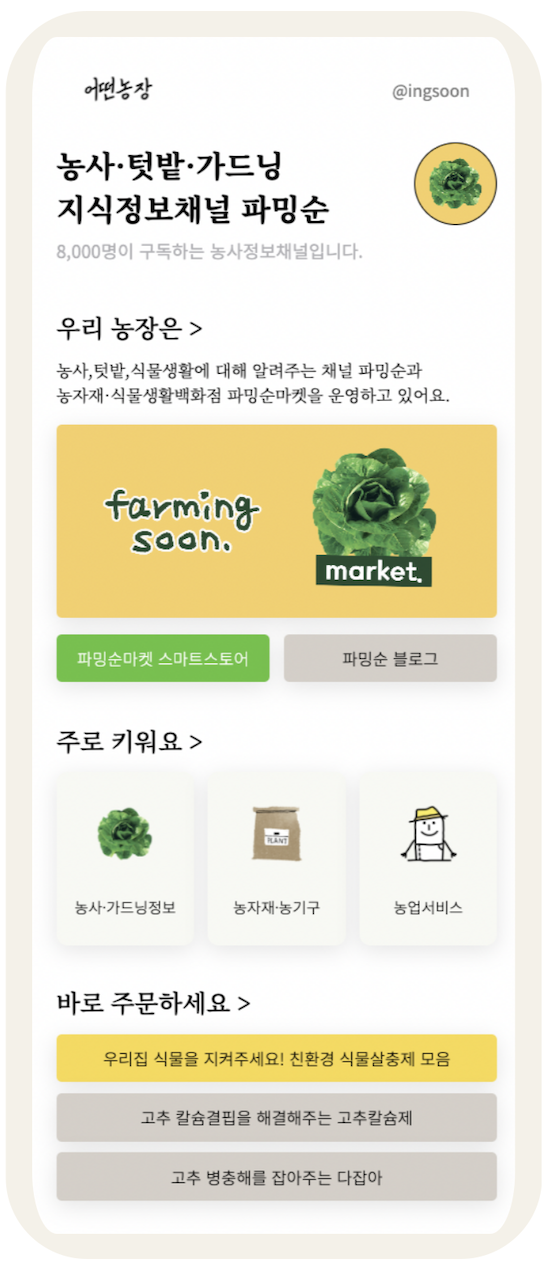 어떤농장
@ingsoon
농사·텃밭·가드닝
지식정보채널 파밍순
8,000명이 구독하는 농사정보채널입니다.
우리 농장은 >
농사,텃밭,식물생활에 대해 알려주는 채널 파밍순과
농자재·식물생활백화점 파밍순마켓을 운영하고 있어요.
farming
soon.
market.
파밍순마켓 스마트스토어
파밍순 블로그
주로 키워요 >
PLANT
농사·가드닝정보
농자재·농기구
농업서비스
바로 주문하세요 >
우리집 식물을 지켜주세요! 친환경 식물살충제 모음
고추 칼슘결핍을 해결해주는 고추칼슘제
고추 병충해를 잡아주는 다잡아